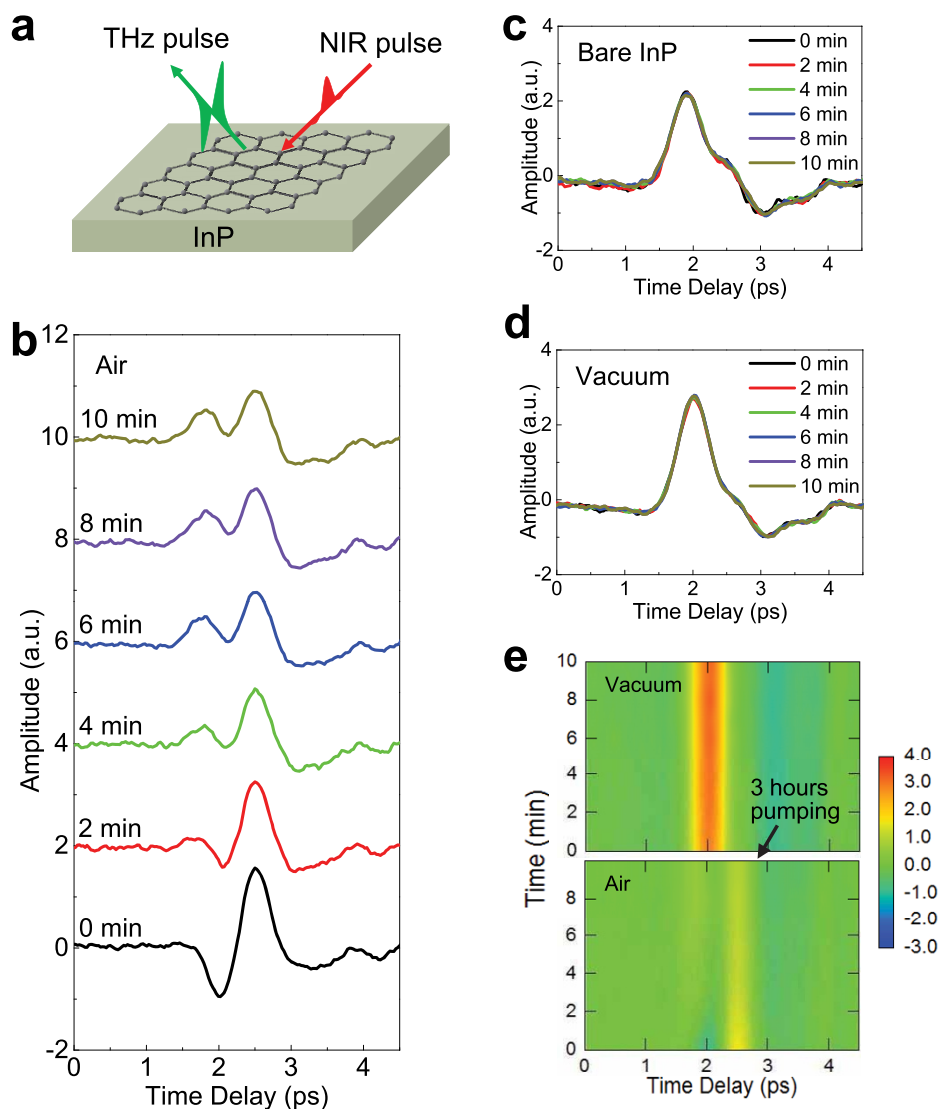 a
THz pulse
NIR pulse
InP
b
Air
10 min
8 min
6 min
4 min
2 min
0 min
12
10
8
6
4
2
0
-2
Amplitude (a.u.)
0 1 2 3 4
Time Delay (ps)
c
Bare InP
0 min
2 min
4 min
6 min
8 min
10 min
4
2
0
-2
Amplitude (a.u.)
0 1 2 3 4
Time Delay (ps)
d
Vacuum
0 min
2 min
4 min
6 min
8 min
10 min
4
2
0
-2
Amplitude (a.u.)
0 1 2 3 4
Time Delay (ps)
e
Vacuum
10
8
6
4
2
0
3 hours
pumping
Air
8
6
4
2
0
Time (min)
0 1 2 3 4
Time Delay (ps)
4.0
3.0
2.0
1.0
0.0
-1.0
-2.0
-3.0